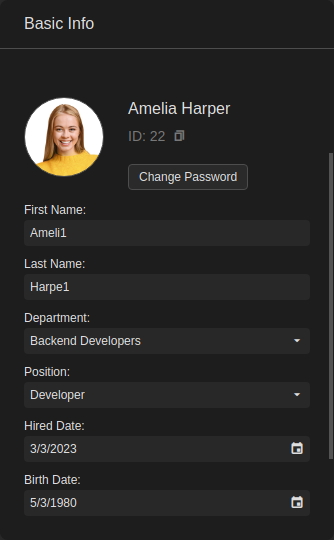 Basic Info
Amelia Harper
ID: 22
Change Password
First Name:
Ameli1
Last Name:
Harpe1
Department:
Backend Developers
Position:
Developer
Hired Date:
3/3/2023
Birth Date:
5/3/1980